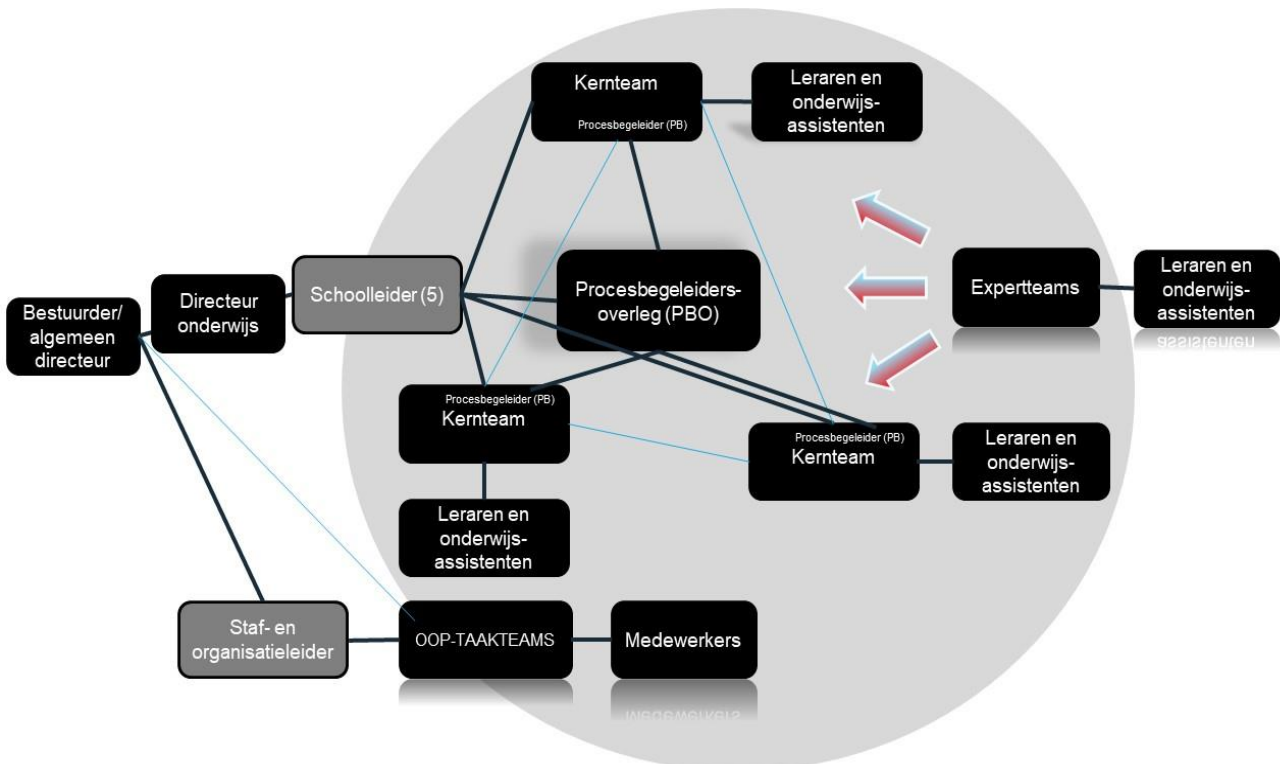 Kernteam
Procesbegeleider (PB)
Leraren en
onderwijs-
assistenten
Bestuurder/
algemeen
directeur
Directeur
onderwijs
Schoolleider (5)
Procesbegeleiders-
overleg (PBO)
Expertteams
Leraren en
onderwijs-
assistenten
Procesbegeleider (PB)
Kernteam
Procesbegeleider (PB)
Kernteam
Leraren en
onderwijs-
assistenten
Leraren en
onderwijs-
assistenten
Staf- en
organisatieleider
OOP-TAAKTEAMS
Medewerkers